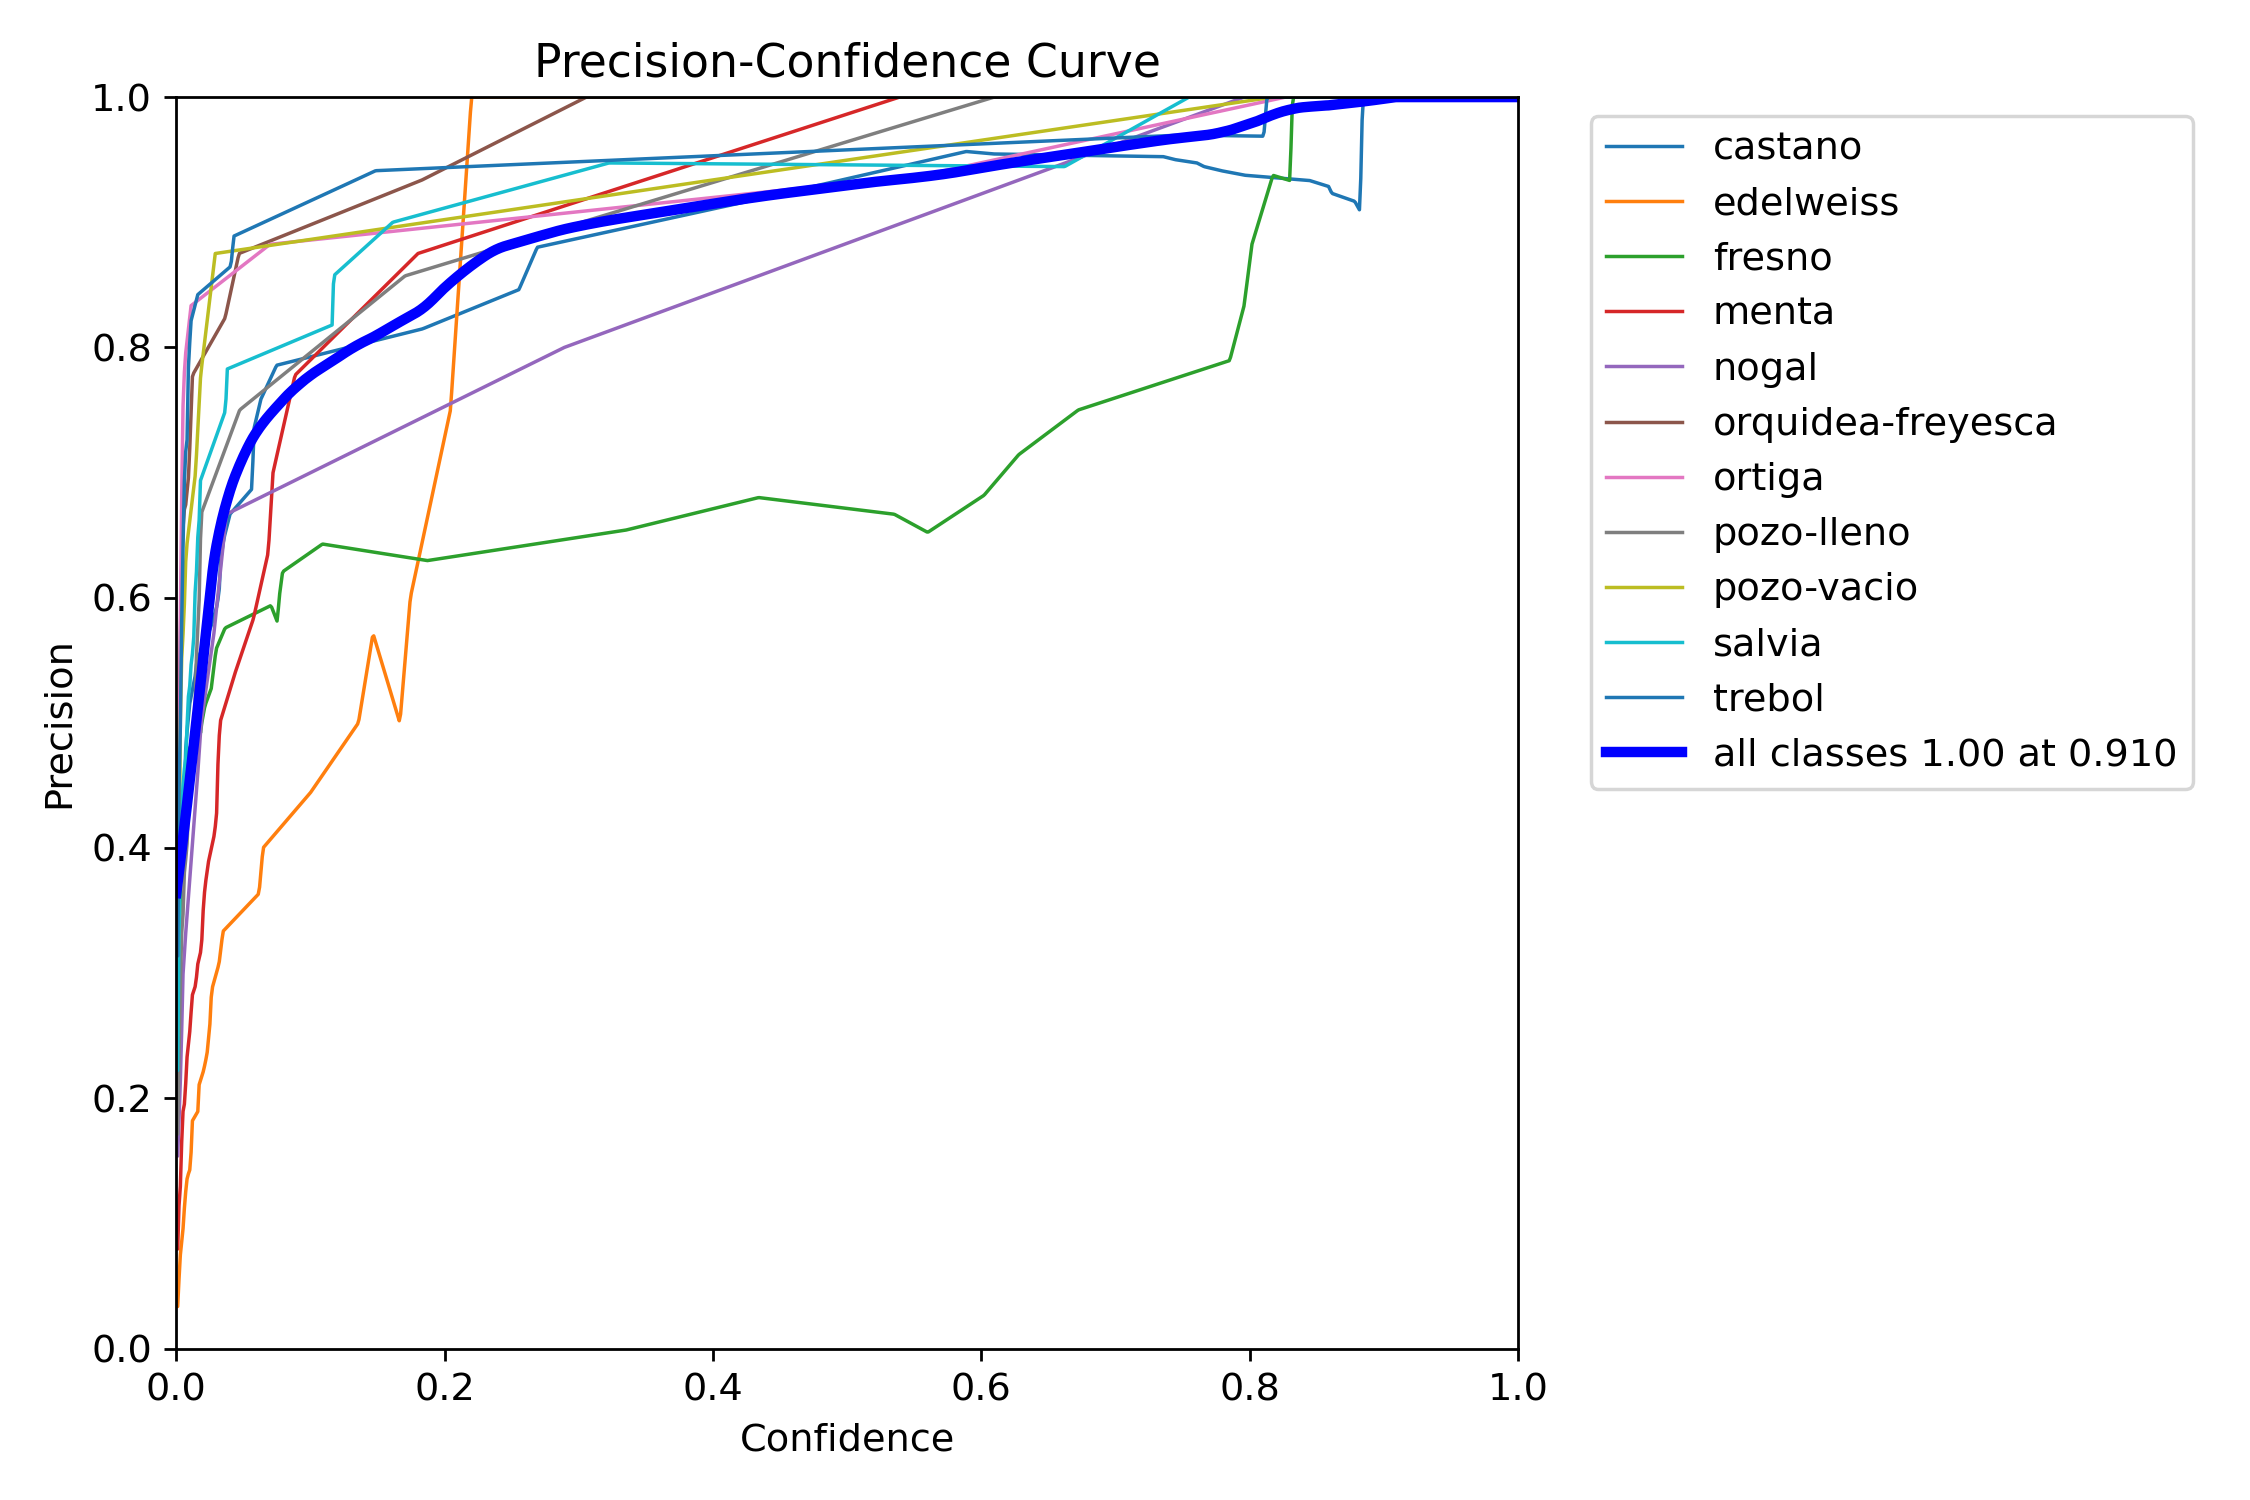 Precision-Confidence Curve
1.0
0.8
0.6
0.4
0.2
0.0
Precision
0.0 0.2 0.4 0.6 0.8 1.0
Confidence
castano
edelweiss
fresno
menta
nogal
orquidea-freyesca
ortiga
pozo-lleno
pozo-vacio
salvia
trebol
all classes 1.00 at 0.910